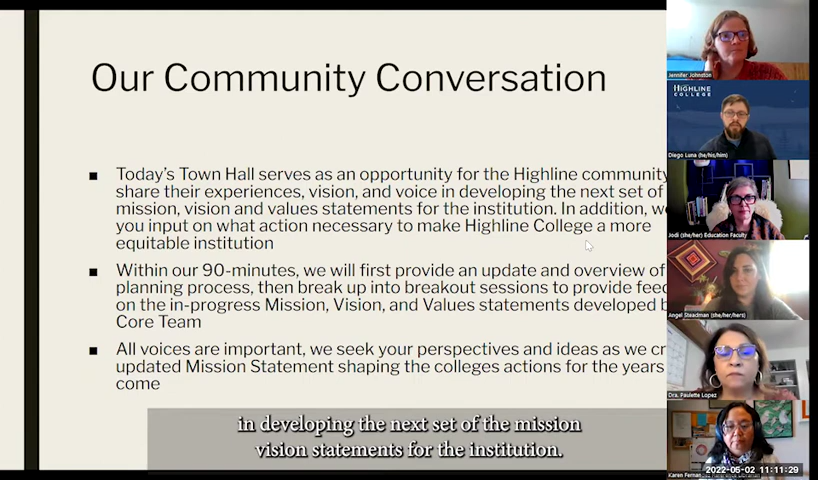 Our Community Conversation
Today's Town Hall serves as an opportunity for the Highline community
share their experiences, vision, and voice in developing the next set of
mission, vision and values statements for the institution. In addition, we
you input on what action necessary to make Highline College a more
equitable institution
Within our 90-minutes, we will first provide an update and overview of
planning process, then break up into breakout sessions to provide
on the in-progress Mission, Vision, and Values statements developed
Core Team
All voices are important, we seek your perspectives and ideas as we
updated Mission Statement shaping the colleges actions for the years
come
in developing the next set of the mission
vision statements for the institution.
Jennifer Johnston
HIGHLINE
COLLEGE
Diego Luna (he/his/him)
Jodi (she/her) Education Faculty
Angel Steadman (she/her/hers)
Dra. Paulette Lopez
Karen
2022-05-02 11:11:29